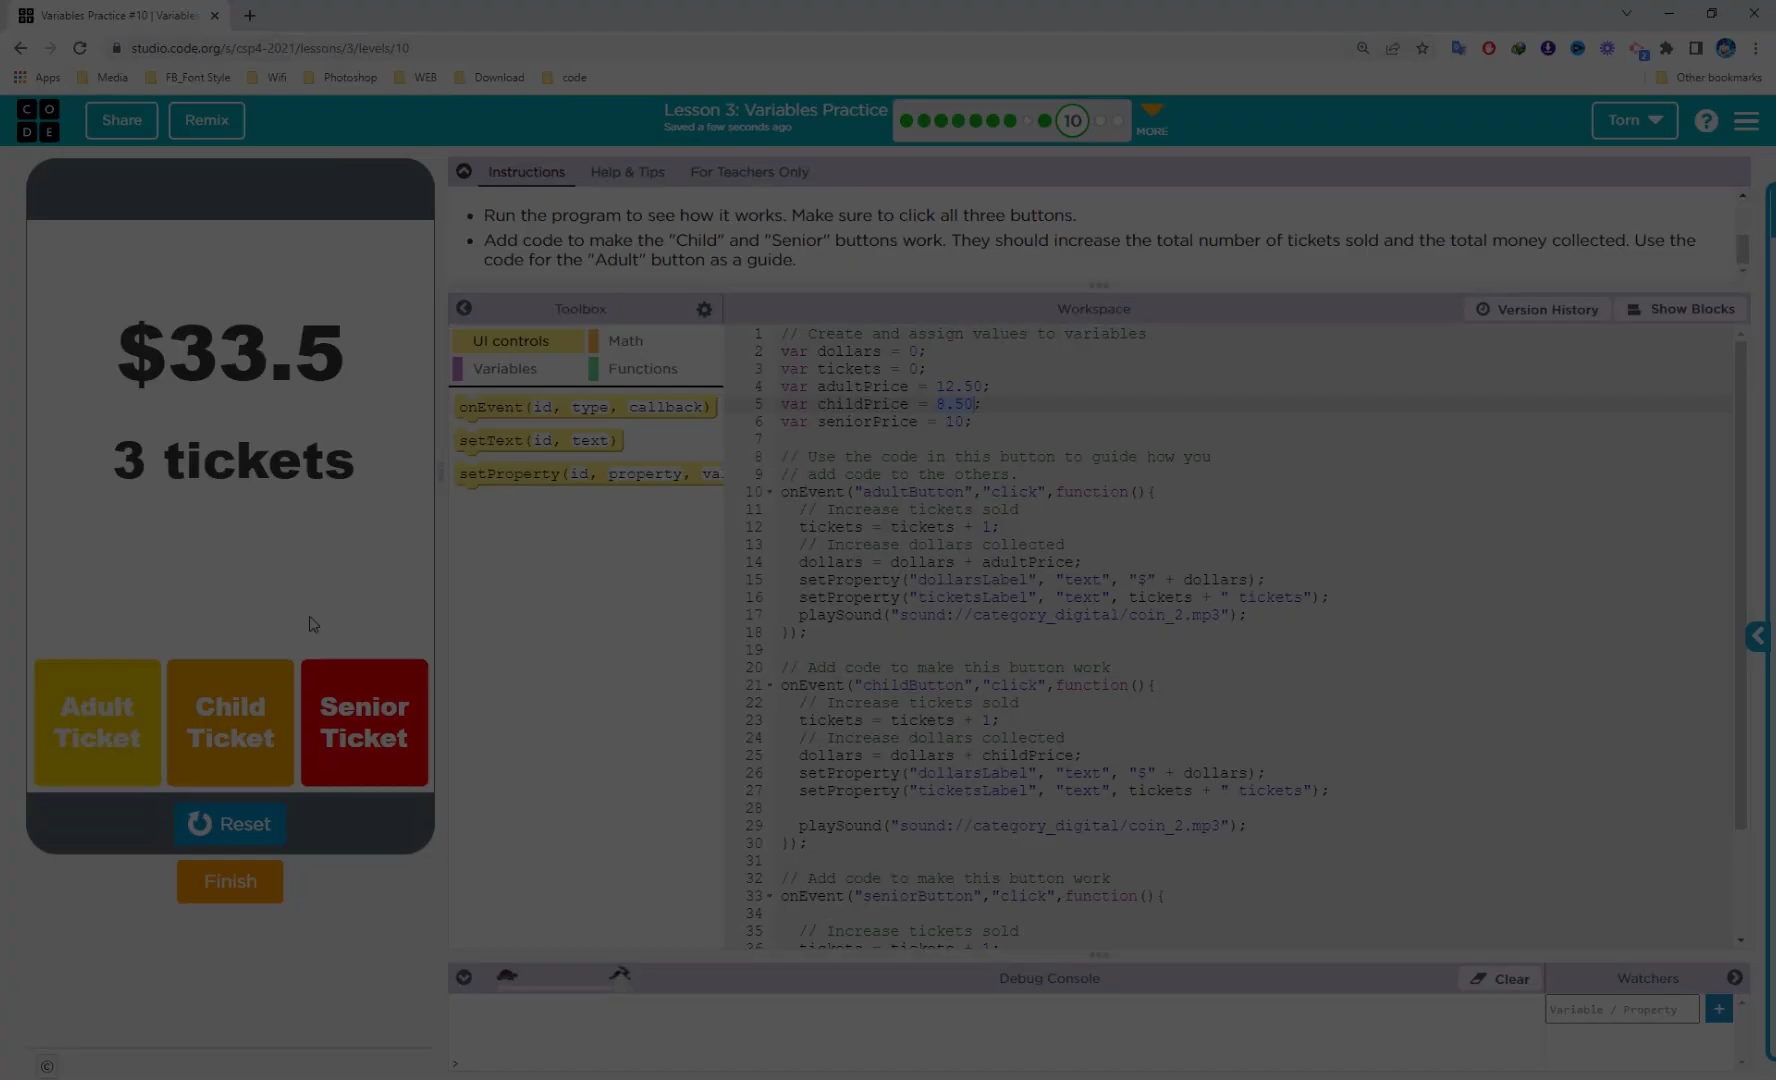 Variables Practice #10 | Variable
studio.code.org/s/csp4-2021/lessons/3/levels/10
Apps Media FB_Font Style Wifi Photoshop WEB Download code Other bookmarks
CODE
Share Remix
Lesson 3: Variables Practice
Saved a few seconds ago
10
MORE
Torn
?
Instructions Help & Tips For Teachers Only
• Run the program to see how it works. Make sure to click all three buttons.
• Add code to make the "Child" and "Senior" buttons work. They should increase the total number of tickets sold and the total money collected. Use the
code for the "Adult" button as a guide.
$33.5
3 tickets
Adult
Ticket
Child
Ticket
Senior
Ticket
Reset
Finish
Toolbox Workspace Version History Show Blocks
UI controls Math
Variables Functions
onEvent(id, type, callback)
setText(id, text)
setProperty(id, property, va
1 // Create and assign values to variables
2 var dollars = 0;
3 var tickets = 0;
4 var adultPrice = 12.50;
5 var childPrice = 8.50;
6 var seniorPrice = 10;
7
8 // Use the code in this button to guide how you
9 // add code to the others.
10 onEvent("adultButton","click",function(){
11 // Increase tickets sold
12 tickets = tickets + 1;
13 // Increase dollars collected
14 dollars = dollars + adultPrice;
15 setProperty("dollarsLabel", "text", "$" + dollars);
16 setProperty("ticketsLabel", "text", tickets + " tickets");
17 playSound("sound://category_digital/coin_2.mp3");
18 });
19
20 // Add code to make this button work
21 onEvent("childButton","click",function(){
22 // Increase tickets sold
23 tickets = tickets + 1;
24 // Increase dollars collected
25 dollars = dollars + childPrice;
26 setProperty("dollarsLabel", "text", "$" + dollars);
27 setProperty("ticketsLabel", "text", tickets + " tickets");
28
29 playSound("sound://category_digital/coin_2.mp3");
30 });
31
32 // Add code to make this button work
33 onEvent("seniorButton","click",function(){
34
35 // Increase tickets sold
36 tickets = tickets + 1;
Debug Console Clear Watchers
Variable / Property +
>
©